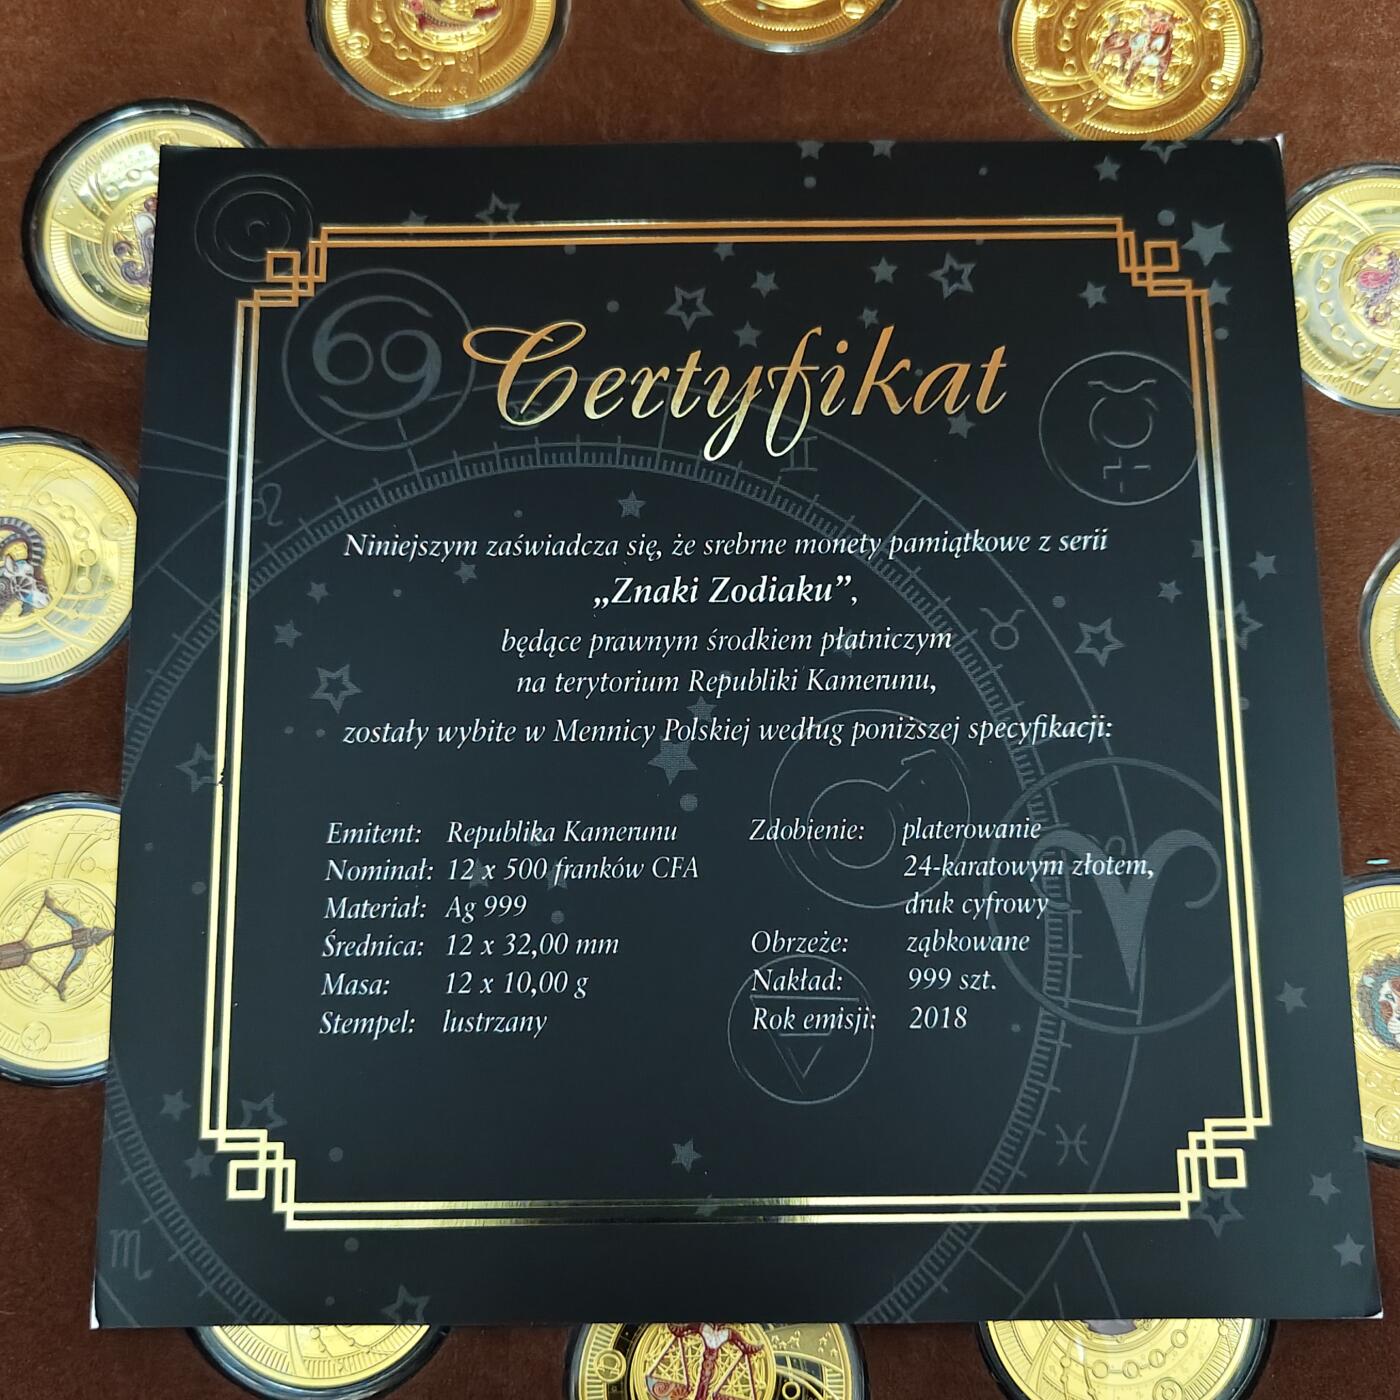 Certyfikat
Niniejszym zaświadcza się, że srebrne monety pamiątkowe z serii
„Znaki Zodiaku”,
będące prawnym środkiem płatniczym
na terytorium Republiki Kamerunu,
zostały wybite w Mennicy Polskiej według poniższej specyfikacji:
Emitent: Republika Kamerunu
Nominał: 12 x 500 franków CFA
Materiał: Ag 999
Średnica: 12 x 32,00 mm
Masa: 12 x 10,00 g
Stempel: lustrzany
Zdobienie: platerowanie
24-karatowym złotem,
druk cyfrowy
Obrzeże: ząbkowane
Nakład: 999 szt.
Rok emisji: 2018